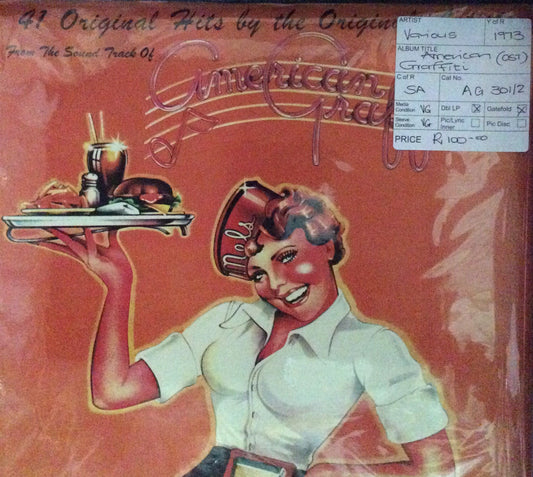 41 Original Hits by the Original
From The Sound Track Of
American
Graf
Mels
ARTIST
Various
Y of R
1973
ALBUM TITLE
American (OST)
Graffiti
C of R
SA
Cat No.
AG 301/2
Media Condition VG
Dbl LP X
Gatefold X
Sleeve Condition VG
Pic/Lyric Inner
Pic Disc
PRICE R100-00